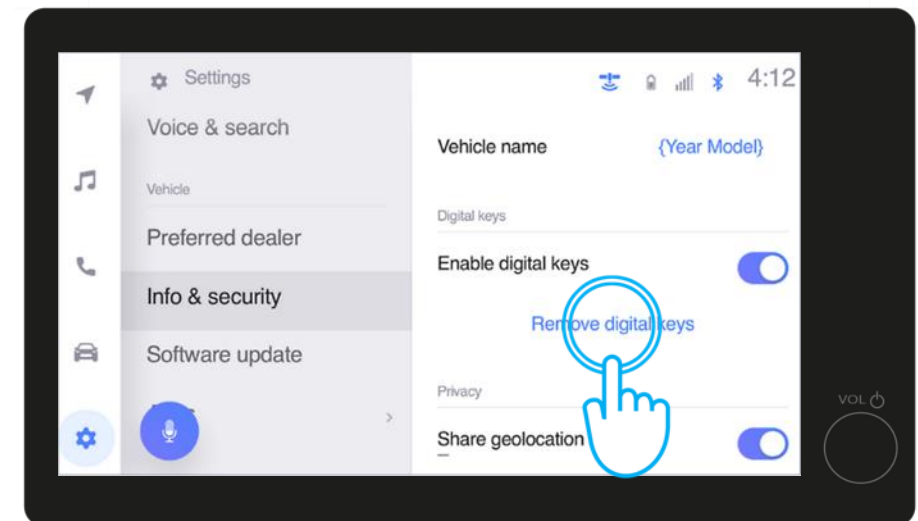 Settings
4:12
Voice & search
Vehicle name {Year Model}
Vehicle
Digital keys
Preferred dealer
Enable digital keys
Info & security
Remove digital keys
Software update
Privacy
VOL
Share geolocation